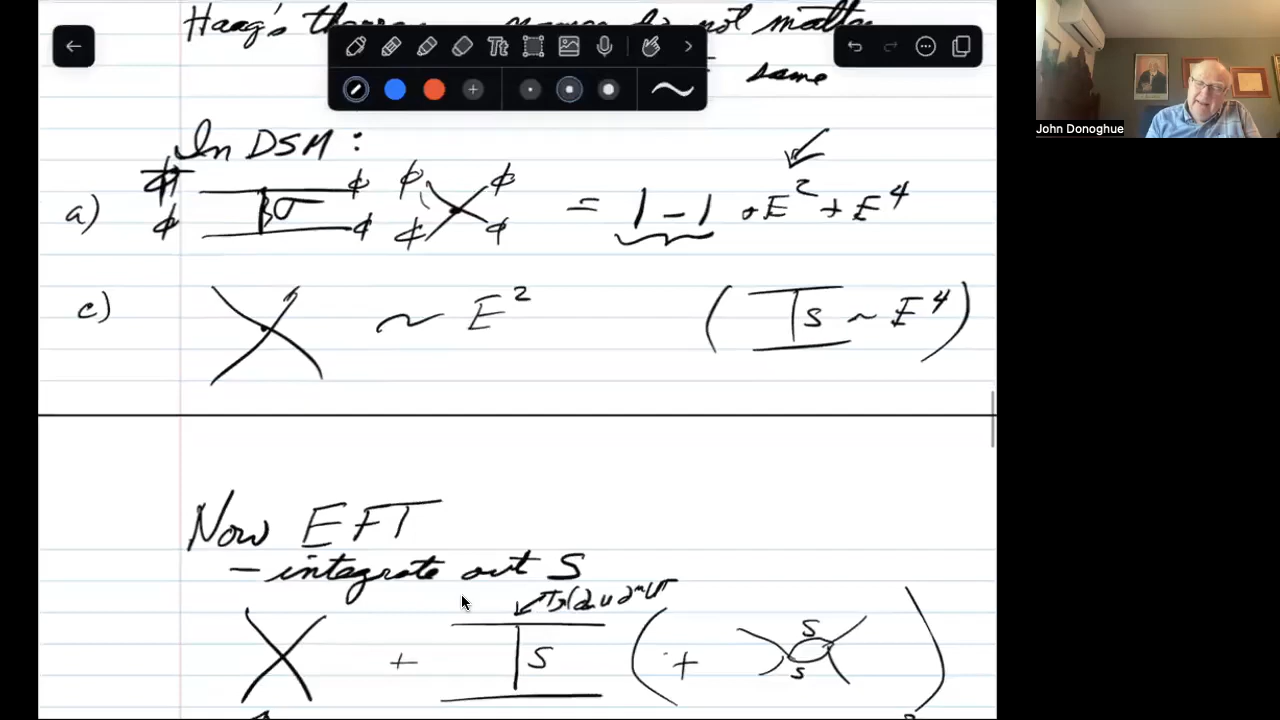 Haag's theorem names do not matter
same
Tt
John Donoghue
In DSM :
a) φ φ σ φ φ φ φ φ φ = 1 - 1 + E² + E⁴
c) ~ E² ( S ~ E⁴ )
Now EFT
- integrate out S
+ S ( + S S )